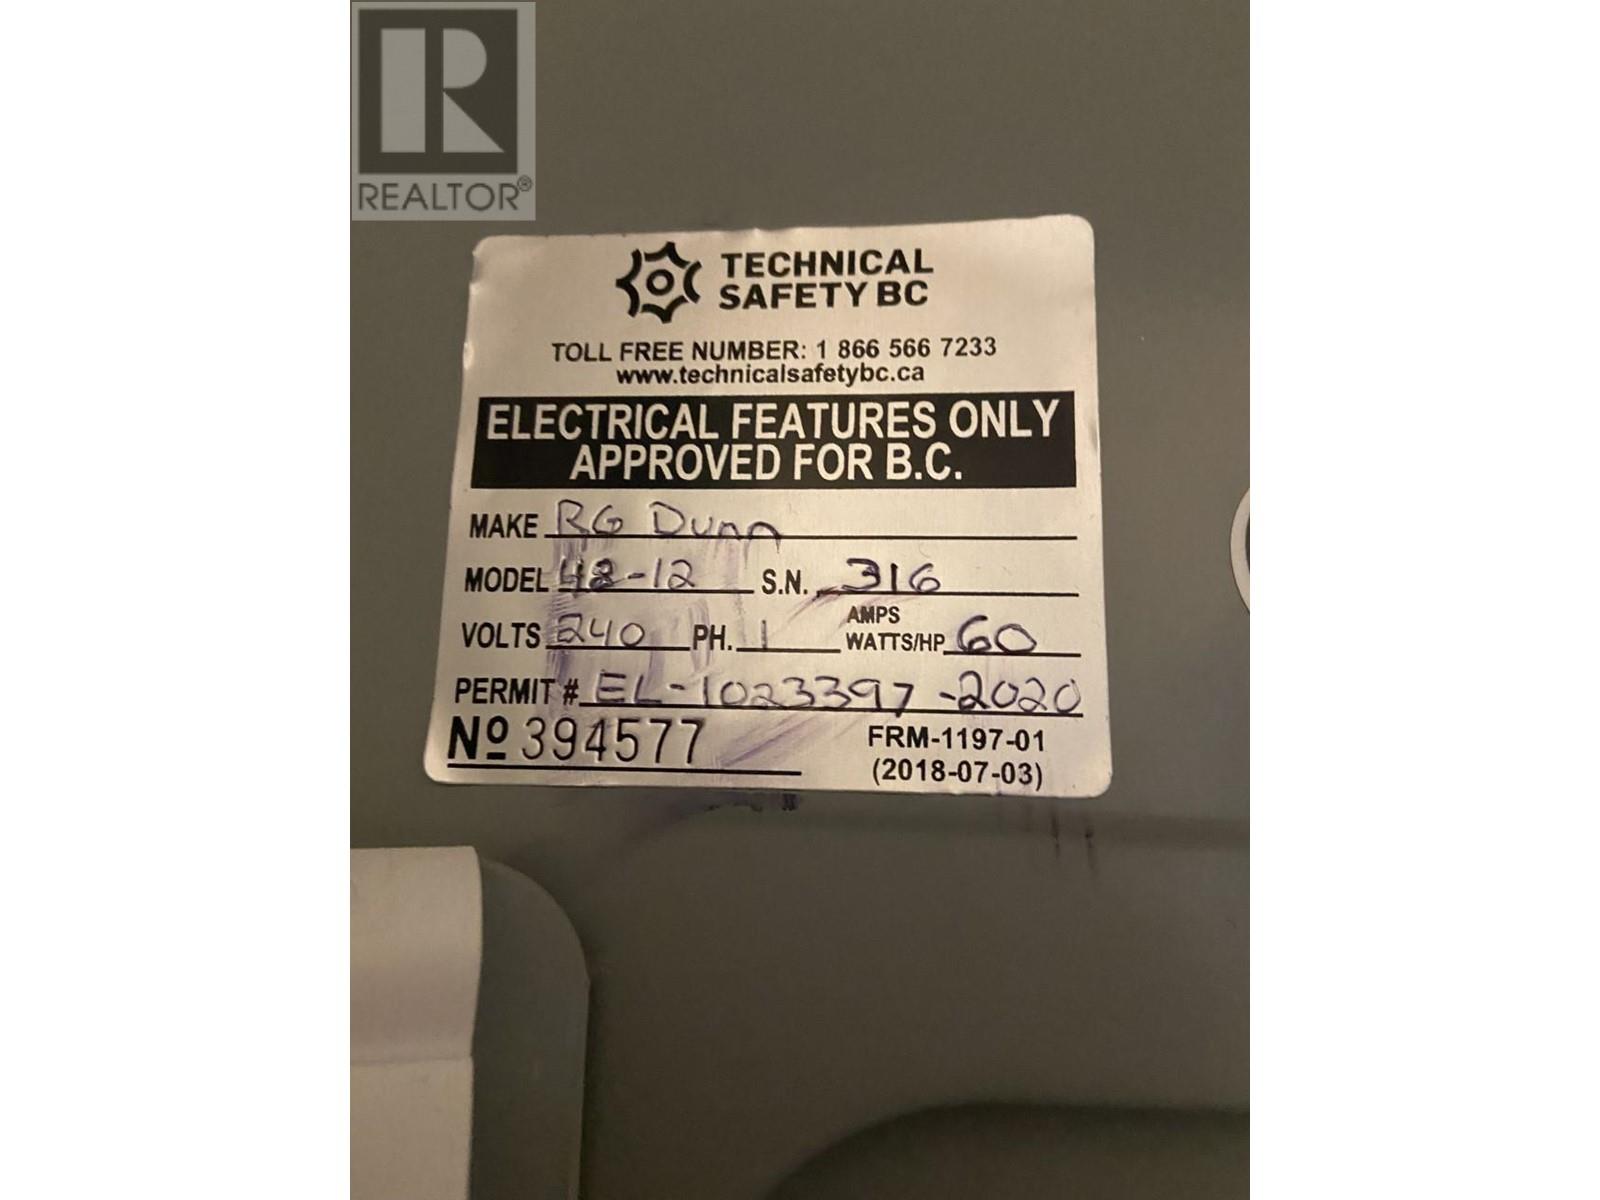 REALTOR®
TECHNICAL
SAFETY BC
TOLL FREE NUMBER: 1 866 566 7233
www.technicalsafetybc.ca
ELECTRICAL FEATURES ONLY
APPROVED FOR B.C.
MAKE RG Dunn
MODEL 48-12 S.N. 316
VOLTS 240 PH. 1 AMPS WATTS/HP 60
PERMIT # EL-1023397-2020
Nº 394577 FRM-1197-01
(2018-07-03)